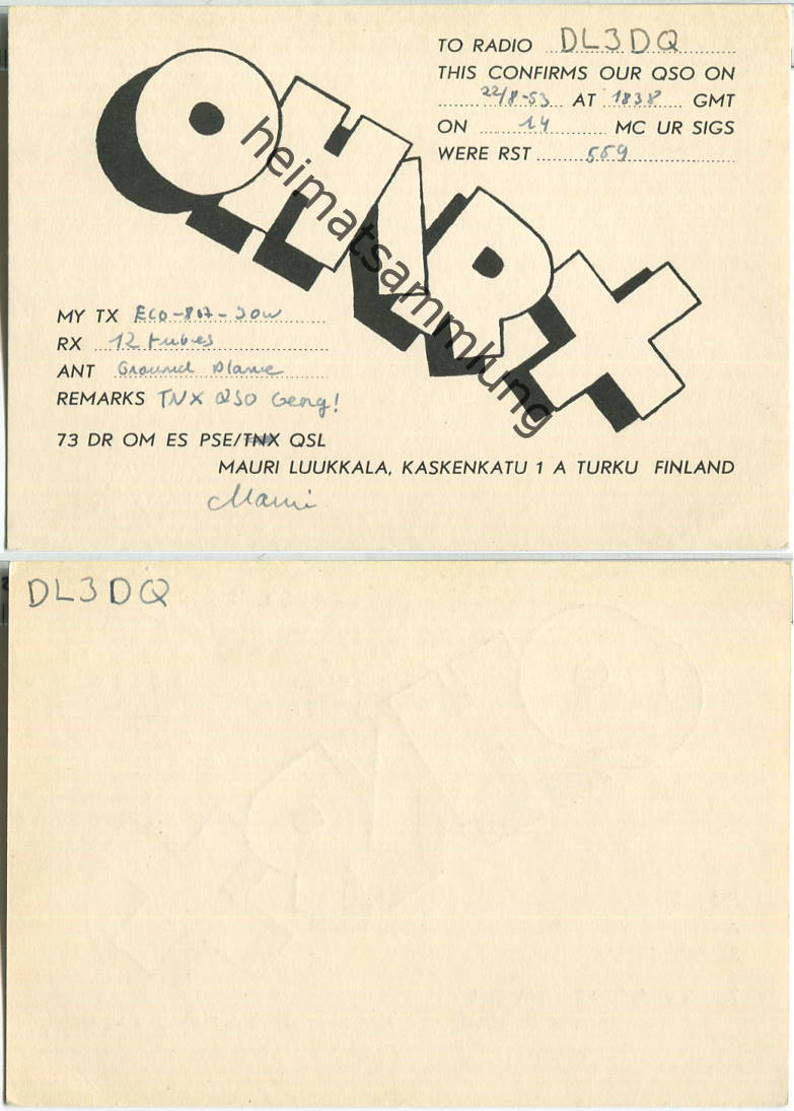 TO RADIO DL3DQ
THIS CONFIRMS OUR QSO ON
22/8-53 AT 1838 GMT
ON 14 MC UR SIGS
WERE RST 559
OH1RX
heimatsammlung
MY TX ECO-807-30W
RX 12 tubes
ANT Ground Plane
REMARKS TNX QSO Georg!
73 DR OM ES PSE/TNX QSL
MAURI LUUKKALA, KASKENKATU 1 A TURKU FINLAND
Mauri
DL3DQ